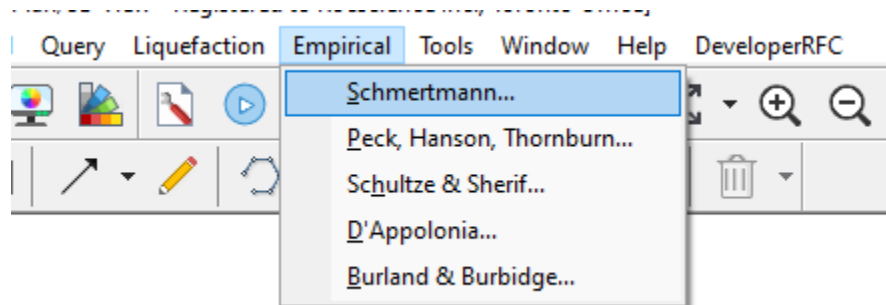 Query Liquefaction Empirical Tools Window Help DeveloperRFC
Schmertmann...
Peck, Hanson, Thornburn...
Schultze & Sherif...
D'Appolonia...
Burland & Burbidge...